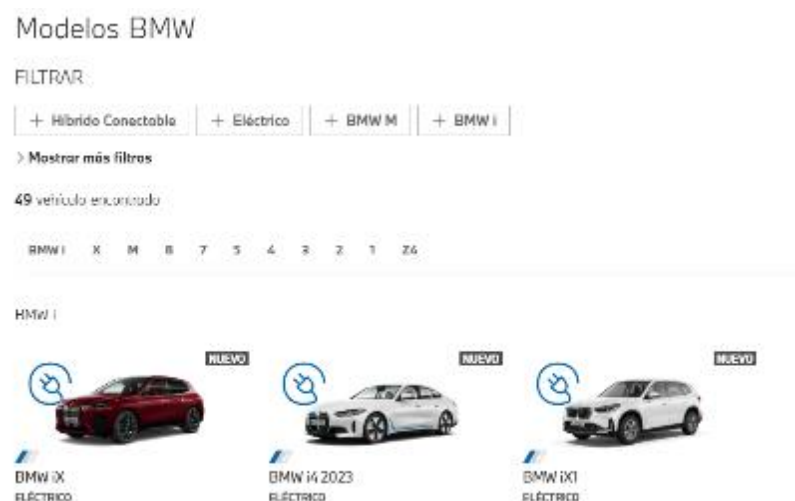 Modelos BMW
FILTRAR
+ Híbrido Conectable + Eléctrico + BMW M + BMW i
> Mostrar más filtros
49 vehículo encontrado
BMW i X M 8 7 5 4 3 2 1 Z4
BMW i
NUEVO NUEVO NUEVO
BMW iX BMW i4 2023 BMW iX1
ELÉCTRICO ELÉCTRICO ELÉCTRICO